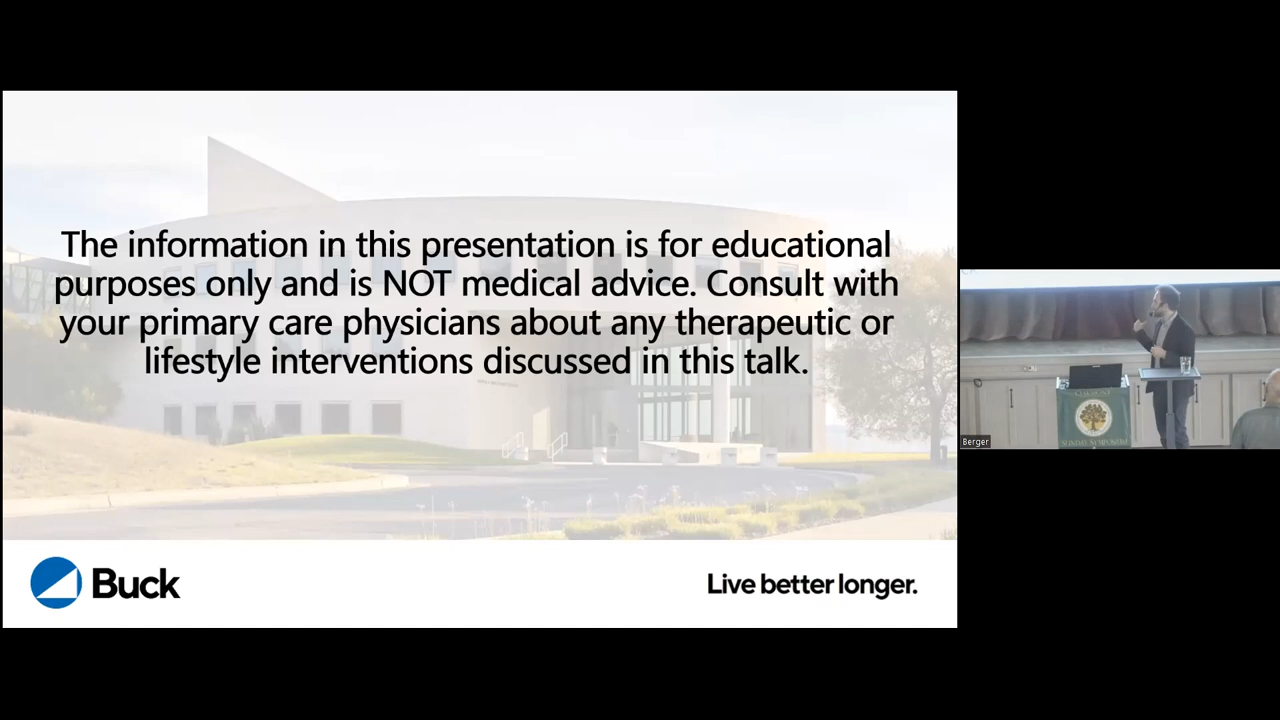 The information in this presentation is for educational
purposes only and is NOT medical advice. Consult with
your primary care physicians about any therapeutic or
lifestyle interventions discussed in this talk.
Buck
Live better longer.
Berger
SUNDAY SYMPOSIUM